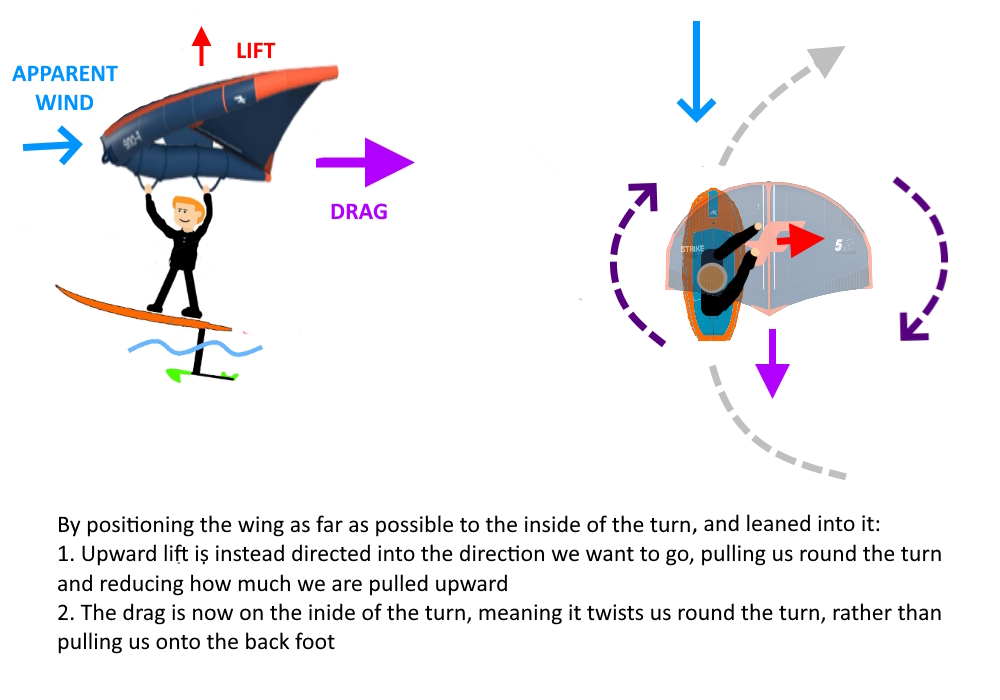 LIFT
APPARENT
WIND
900-1
DRAG
STRIKE
5
By positioning the wing as far as possible to the inside of the turn, and leaned into it:
1. Upward lift is instead directed into the direction we want to go, pulling us round the turn
and reducing how much we are pulled upward
2. The drag is now on the inide of the turn, meaning it twists us round the turn, rather than
pulling us onto the back foot